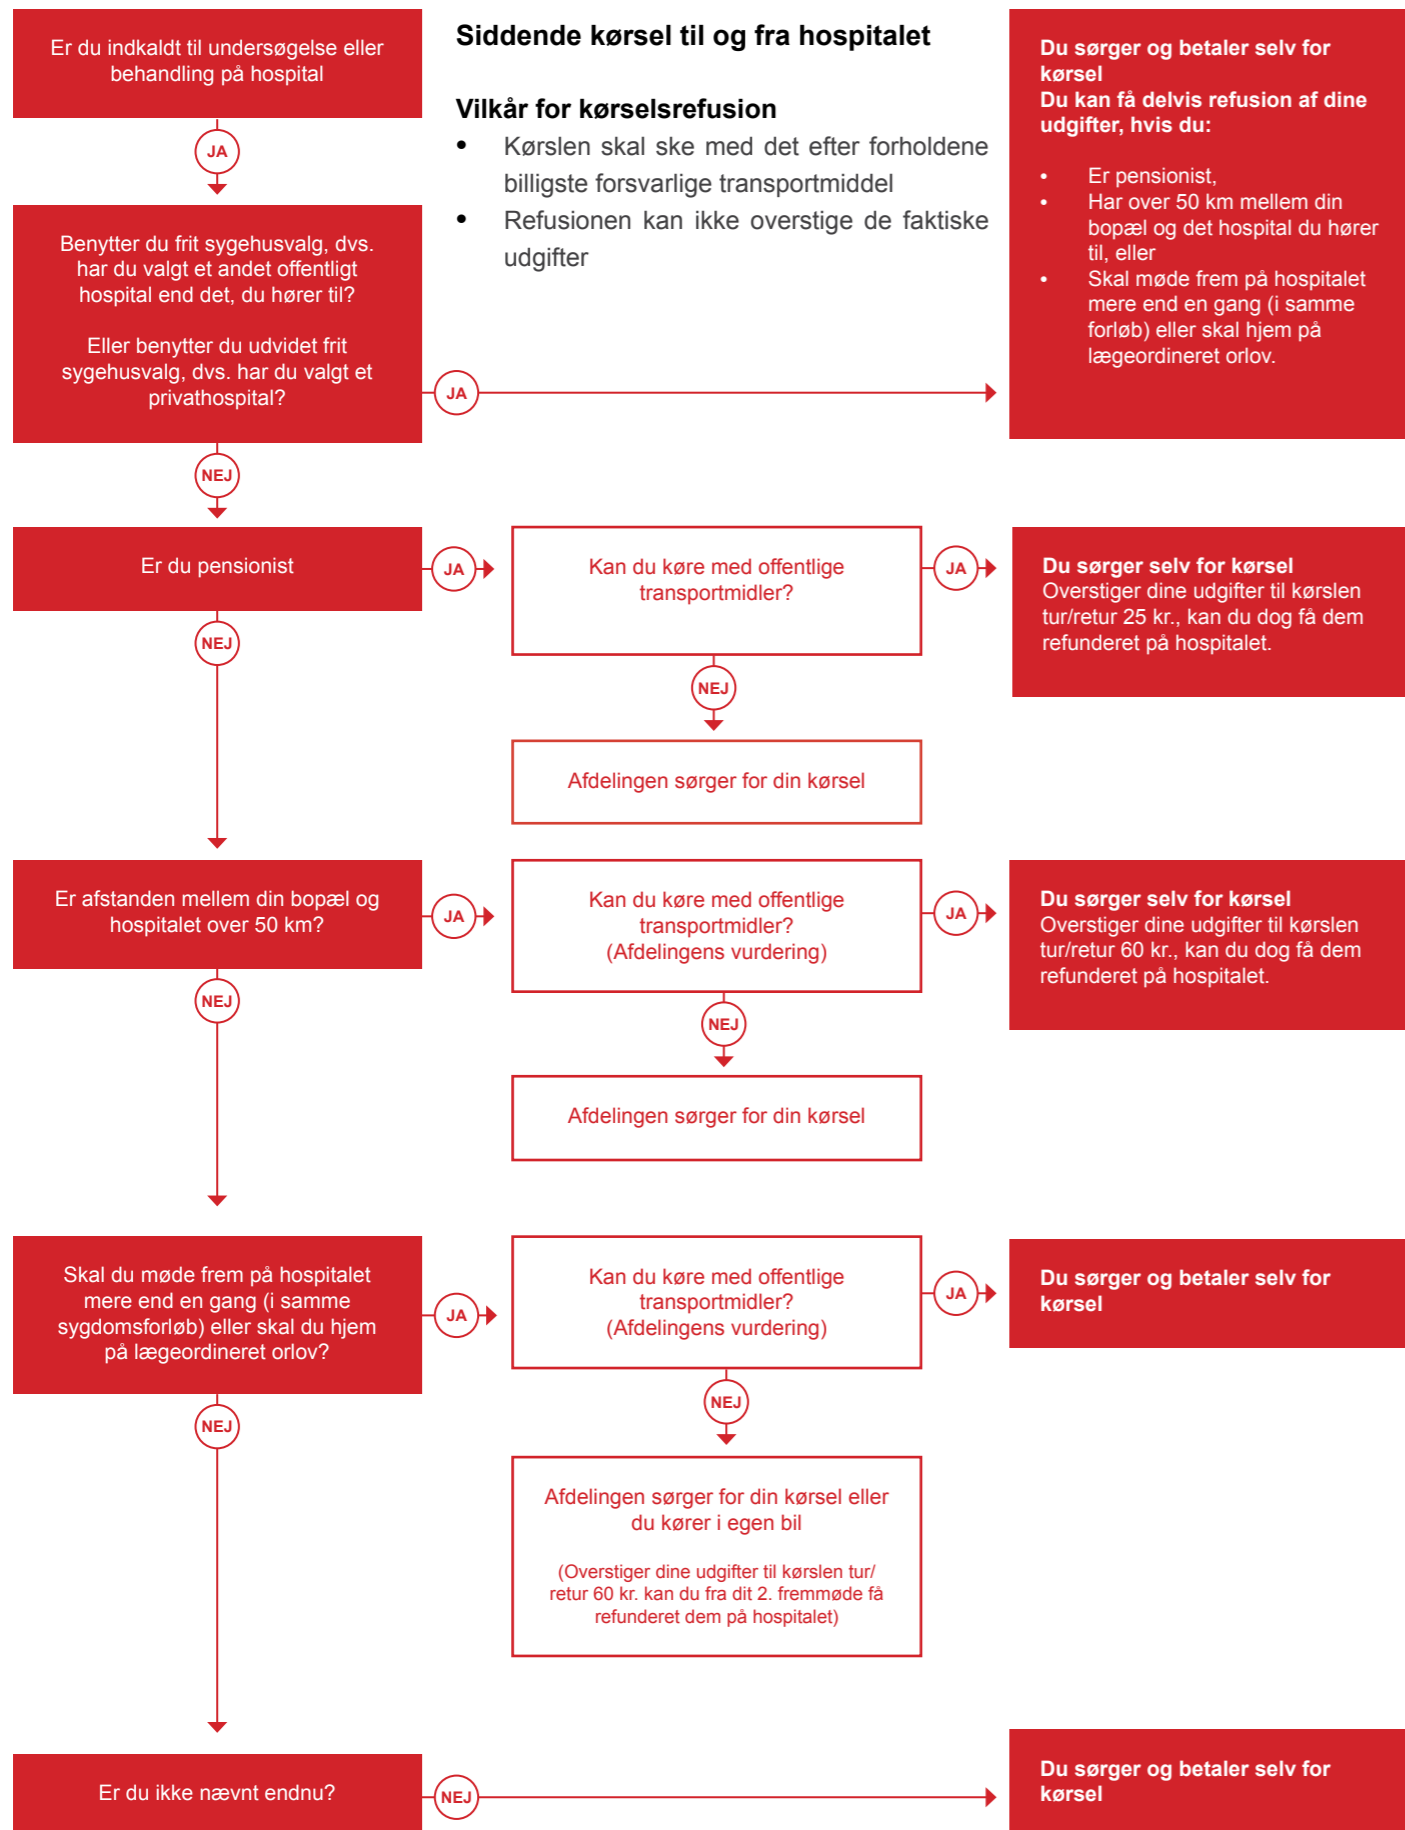 Er du indkaldt til undersøgelse eller
behandling på hospital
Siddende kørsel til og fra hospitalet
Vilkår for kørselsrefusion
• Kørslen skal ske med det efter forholdene
billigste forsvarlige transportmiddel
• Refusionen kan ikke overstige de faktiske
udgifter
Du sørger og betaler selv for
kørsel
Du kan få delvis refusion af dine
udgifter, hvis du:
• Er pensionist,
• Har over 50 km mellem din
bopæl og det hospital du hører
til, eller
• Skal møde frem på hospitalet
mere end en gang (i samme
forløb) eller skal hjem på
lægeordineret orlov.
JA
Benytter du frit sygehusvalg, dvs.
har du valgt et andet offentligt
hospital end det, du hører til?
Eller benytter du udvidet frit
sygehusvalg, dvs. har du valgt et
privathospital?
JA
NEJ
Er du pensionist
JA
Kan du køre med offentlige
transportmidler?
JA
Du sørger selv for kørsel
Overstiger dine udgifter til kørslen
tur/retur 25 kr., kan du dog få dem
refunderet på hospitalet.
NEJ
NEJ
Afdelingen sørger for din kørsel
Er afstanden mellem din bopæl og
hospitalet over 50 km?
JA
Kan du køre med offentlige
transportmidler?
(Afdelingens vurdering)
JA
Du sørger selv for kørsel
Overstiger dine udgifter til kørslen
tur/retur 60 kr., kan du dog få dem
refunderet på hospitalet.
NEJ
NEJ
Afdelingen sørger for din kørsel
Skal du møde frem på hospitalet
mere end en gang (i samme
sygdomsforløb) eller skal du hjem
på lægeordineret orlov?
JA
Kan du køre med offentlige
transportmidler?
(Afdelingens vurdering)
JA
Du sørger og betaler selv for
kørsel
NEJ
NEJ
Afdelingen sørger for din kørsel eller
du kører i egen bil
(Overstiger dine udgifter til kørslen tur/
retur 60 kr. kan du fra dit 2. fremmøde få
refunderet dem på hospitalet)
Er du ikke nævnt endnu?
NEJ
Du sørger og betaler selv for
kørsel